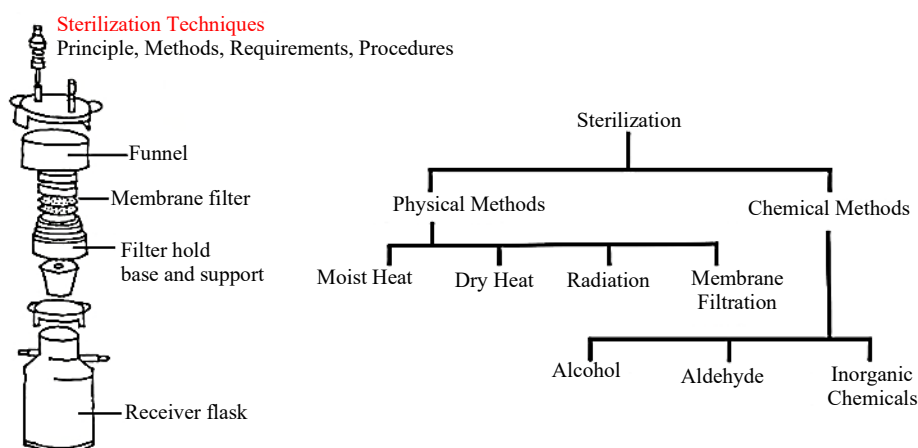 Sterilization Techniques
Principle, Methods, Requirements, Procedures
Funnel
Membrane filter
Filter hold
base and support
Receiver flask
Sterilization
Physical Methods
Chemical Methods
Moist Heat
Dry Heat
Radiation
Membrane
Filtration
Alcohol
Aldehyde
Inorganic
Chemicals